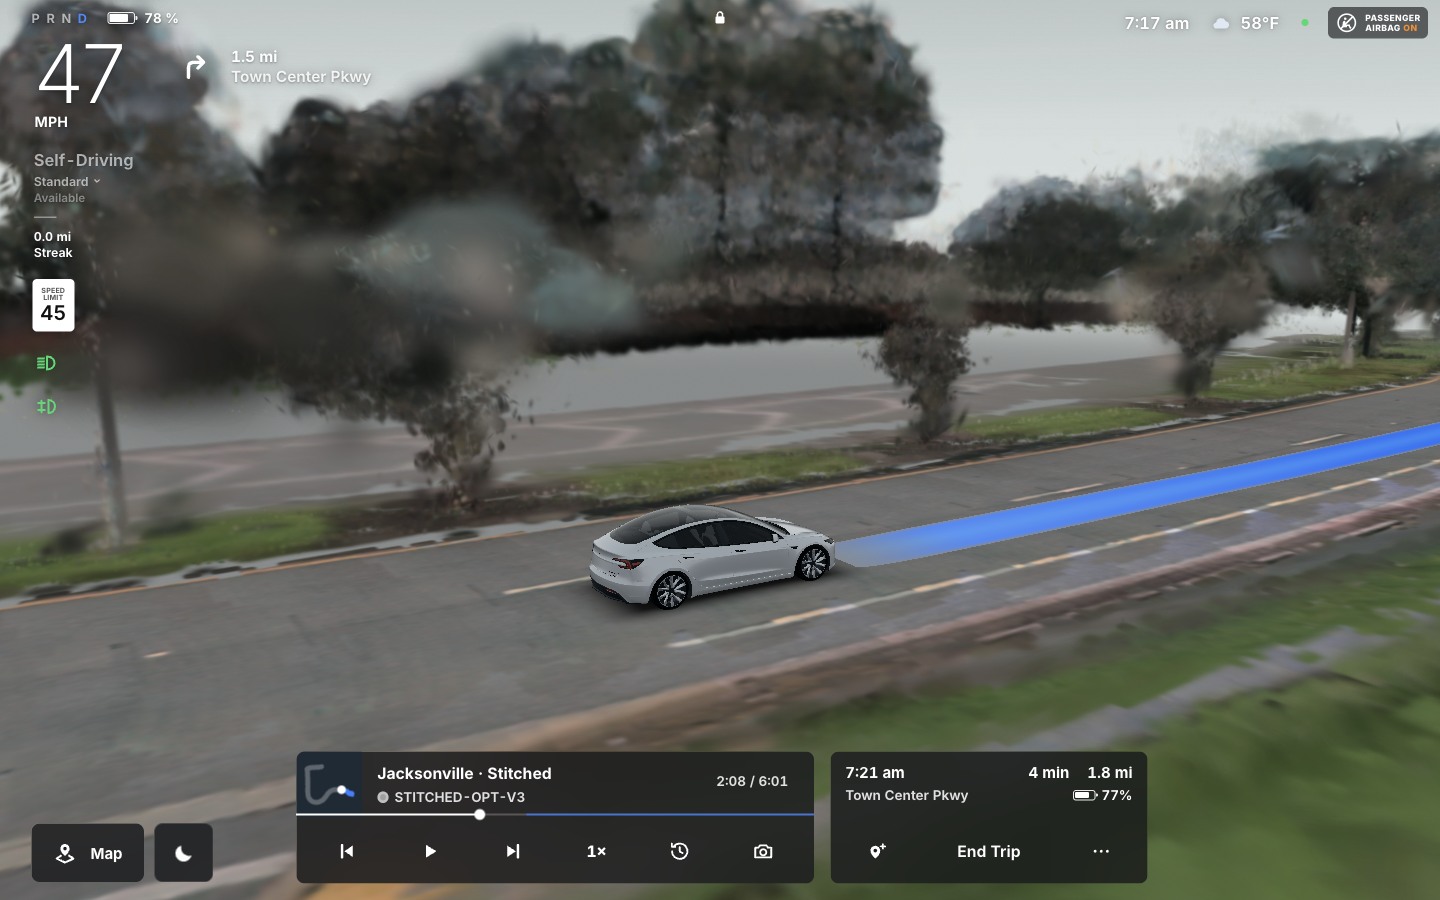 P R N D 78 %
7:17 am 58°F
PASSENGER
AIRBAG ON
47
MPH
1.5 mi
Town Center Pkwy
Self-Driving
Standard
Available
0.0 mi
Streak
SPEED
LIMIT
45
Jacksonville · Stitched
STITCHED-OPT-V3
2:08 / 6:01
1×
7:21 am 4 min 1.8 mi
Town Center Pkwy 77%
End Trip
Map